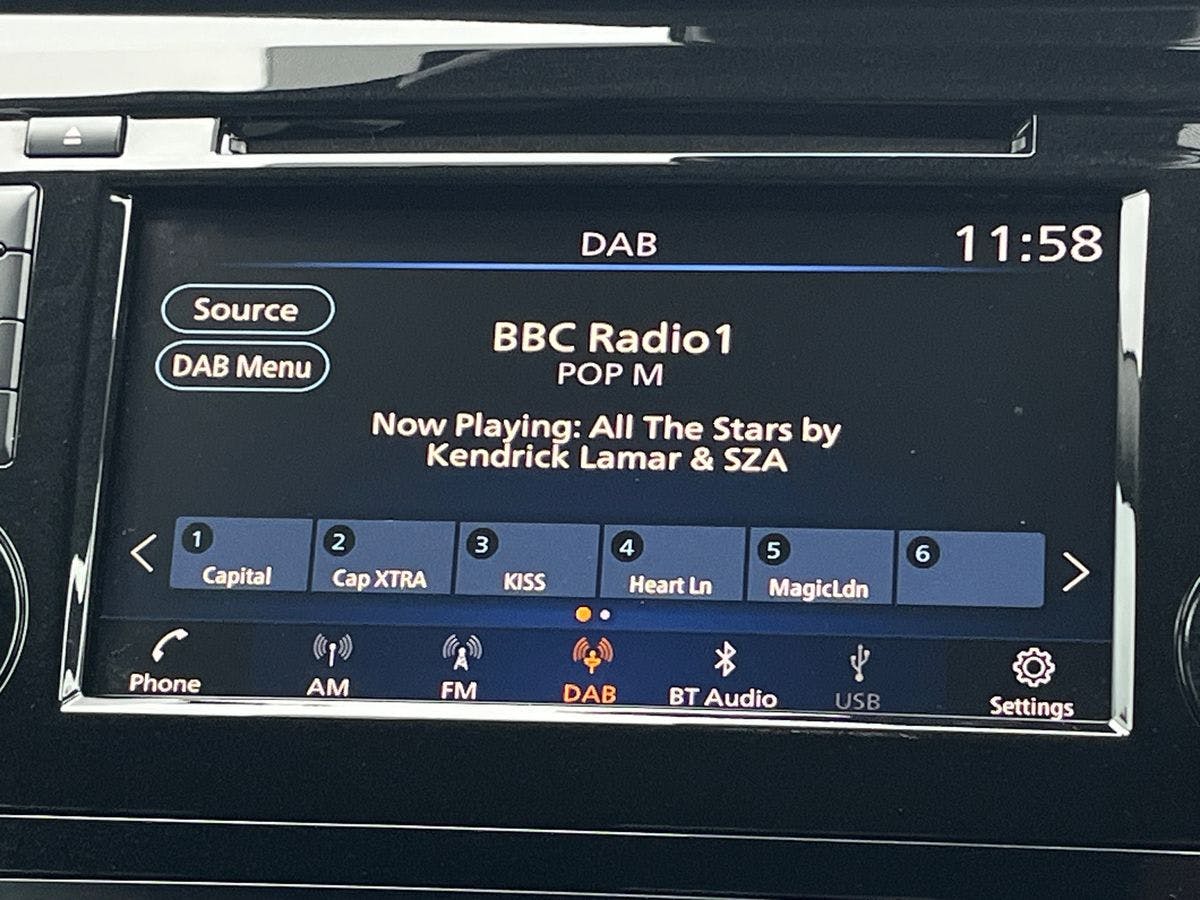 DAB
11:58
Source
DAB Menu
BBC Radio1
POP M
Now Playing: All The Stars by
Kendrick Lamar & SZA
1 2 3 4 5 6
Capital Cap XTRA KISS Heart Ln MagicLdn
Phone AM FM DAB BT Audio USB Settings